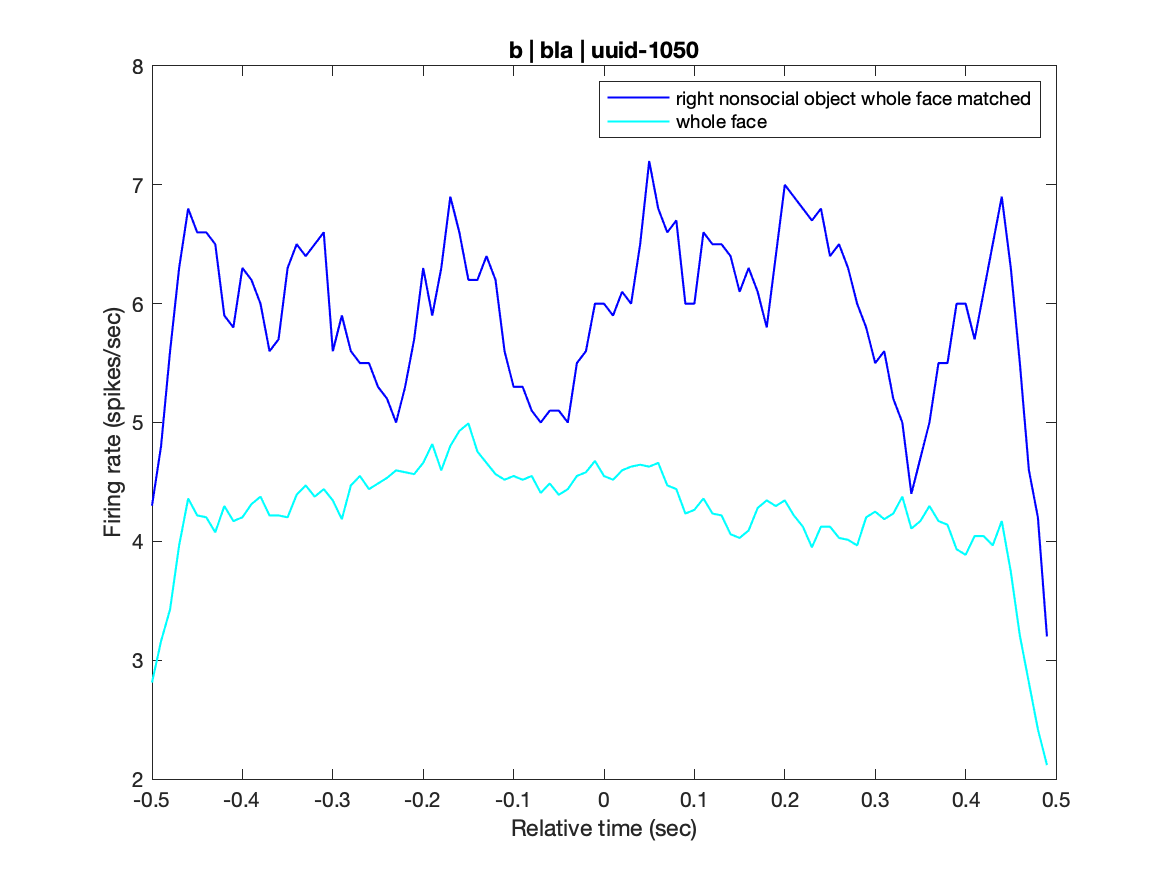 b | bla | uuid-1050
right nonsocial object whole face matched
whole face
8
7
6
5
4
3
2
Firing rate (spikes/sec)
-0.5 -0.4 -0.3 -0.2 -0.1 0 0.1 0.2 0.3 0.4 0.5
Relative time (sec)